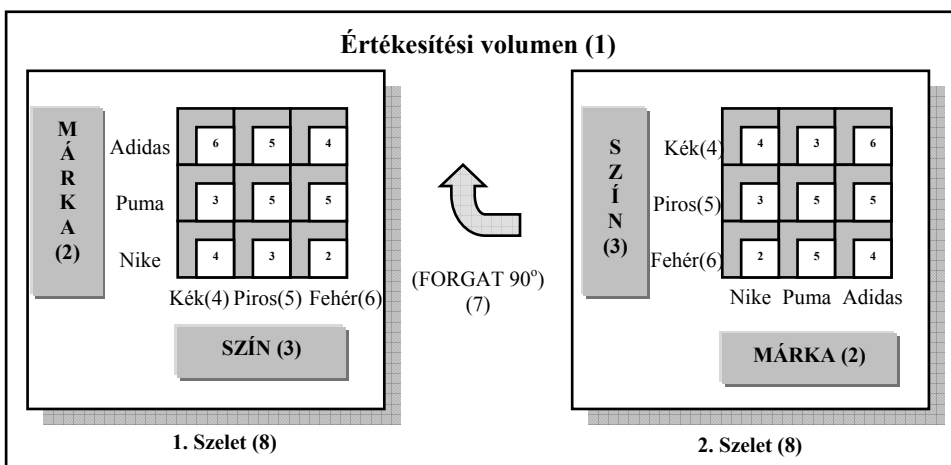 Értékesítési volumen (1)
M
Á
R
K
A
(2)
Adidas
6 5 4
Puma
3 5 5
Nike
4 3 2
Kék(4) Piros(5) Fehér(6)
SZÍN (3)
1. Szelet (8)
(FORGAT 90°)
(7)
S
Z
Í
N
(3)
Kék(4)
4 3 6
Piros(5)
3 5 5
Fehér(6)
2 5 4
Nike Puma Adidas
MÁRKA (2)
2. Szelet (8)